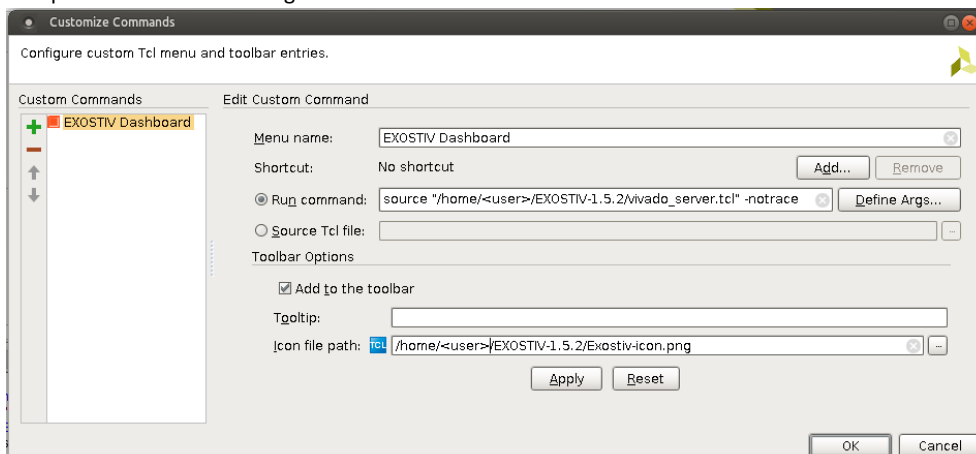 Customize Commands
Configure custom Tcl menu and toolbar entries.
Custom Commands
EXOSTIV Dashboard
Edit Custom Command
Menu name: EXOSTIV Dashboard
Shortcut: No shortcut Add... Remove
Run command: source "/home/<user>/EXOSTIV-1.5.2/vivado_server.tcl" -notrace Define Args...
Source Tcl file: ...
Toolbar Options
Add to the toolbar
Tooltip:
Icon file path: TCL /home/<user>/EXOSTIV-1.5.2/Exostiv-icon.png ...
Apply Reset
OK Cancel